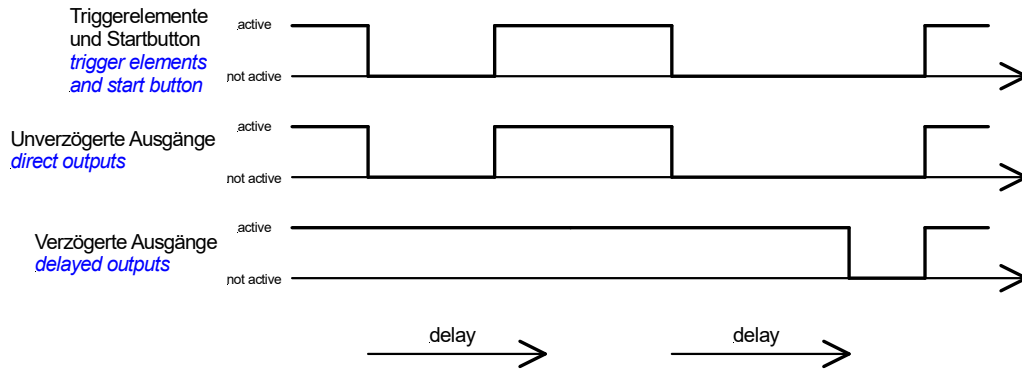 Triggerelemente
und Startbutton
trigger elements
and start button
active
not active
Unverzögerte Ausgänge
direct outputs
active
not active
Verzögerte Ausgänge
delayed outputs
active
not active
delay
delay